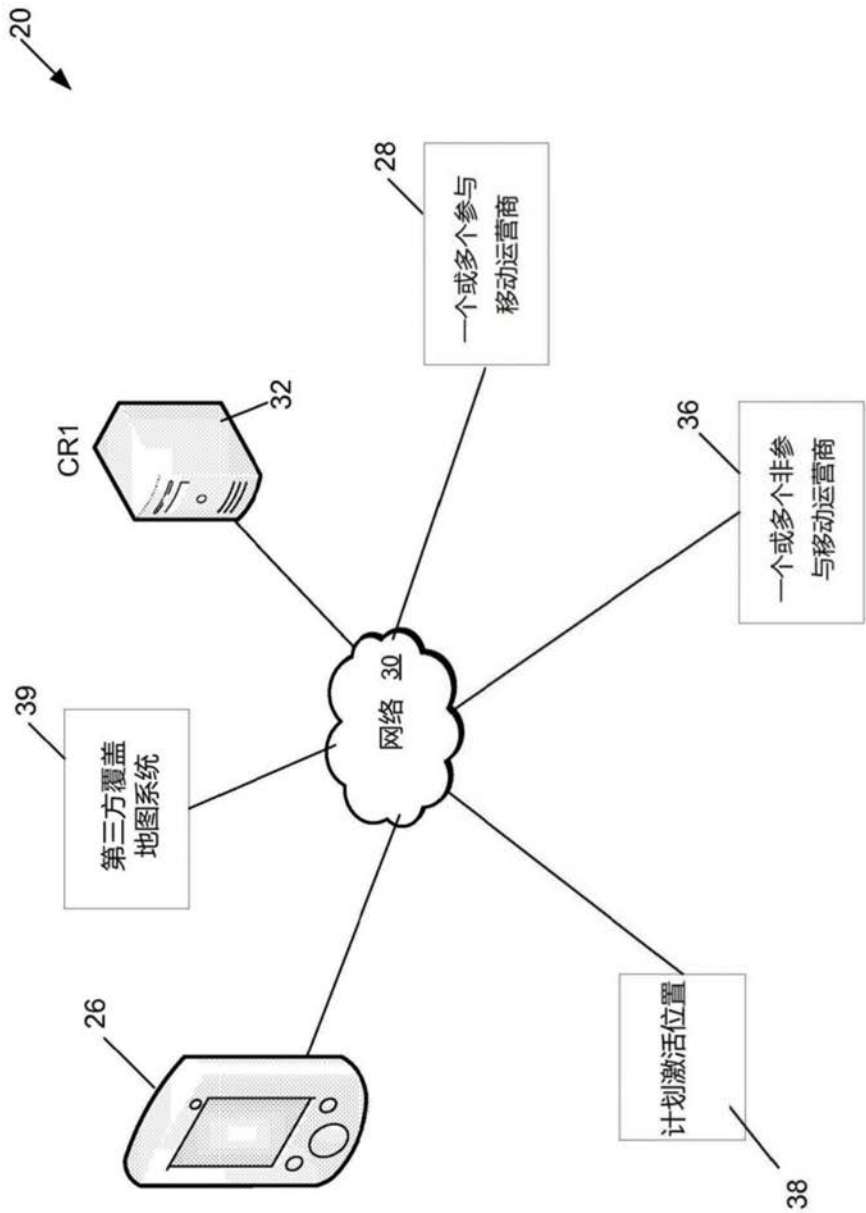 20
CR1
32
39
第三方覆盖
地图系统
26
网络 30
28
一个或多个参与
移动运营商
36
一个或多个非参
与移动运营商
计划激活位置
38